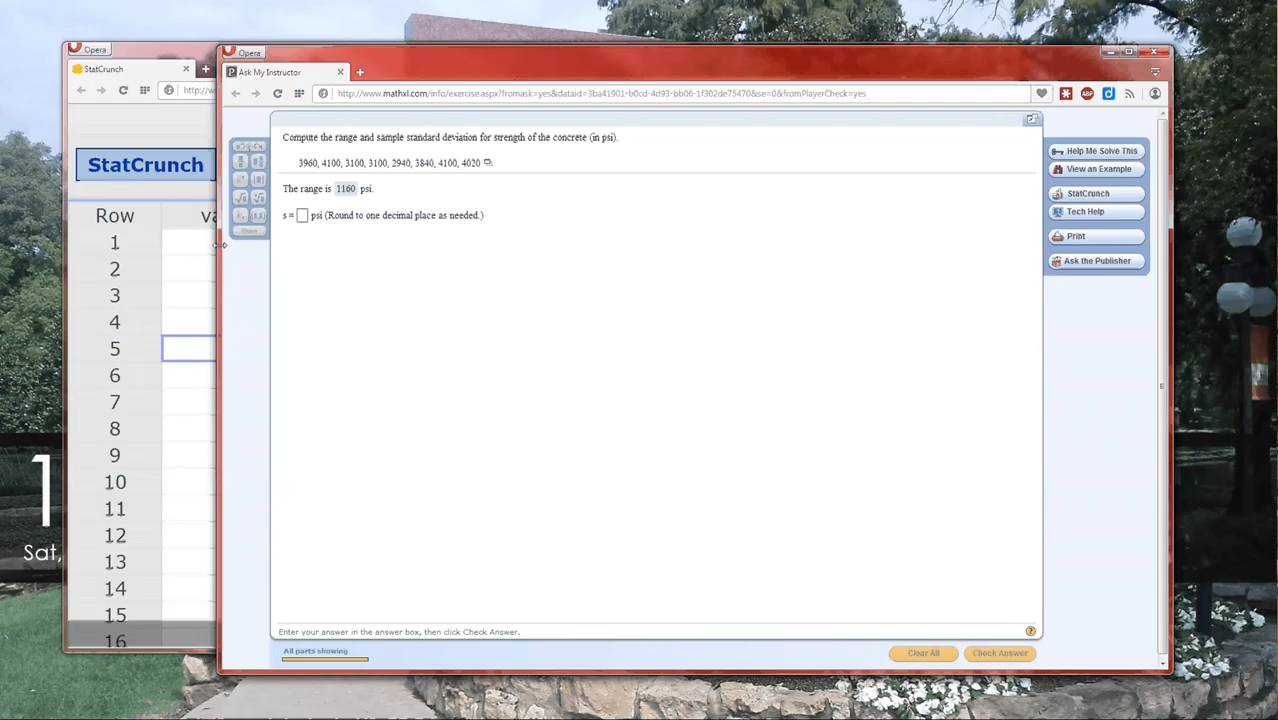 Opera
StatCrunch
http://w
StatCrunch
Row
va
1
2
3
4
5
6
7
8
9
10
11
12
13
14
15
16
Opera
Ask My Instructor
http://www.mathxl.com/info/exercise.aspx?fromask=yes&dataid=3ba41901-b0cd-4d93-bb06-1f302de75470&se=0&fromPlayerCheck=yes
ABP
Compute the range and sample standard deviation for strength of the concrete (in psi).
3960, 4100, 3100, 3100, 2940, 3840, 4100, 4020
The range is 1160 psi.
s = psi (Round to one decimal place as needed.)
More
Help Me Solve This
View an Example
StatCrunch
Tech Help
Print
Ask the Publisher
Enter your answer in the answer box, then click Check Answer.
?
All parts showing
Clear All
Check Answer
1
Sat,